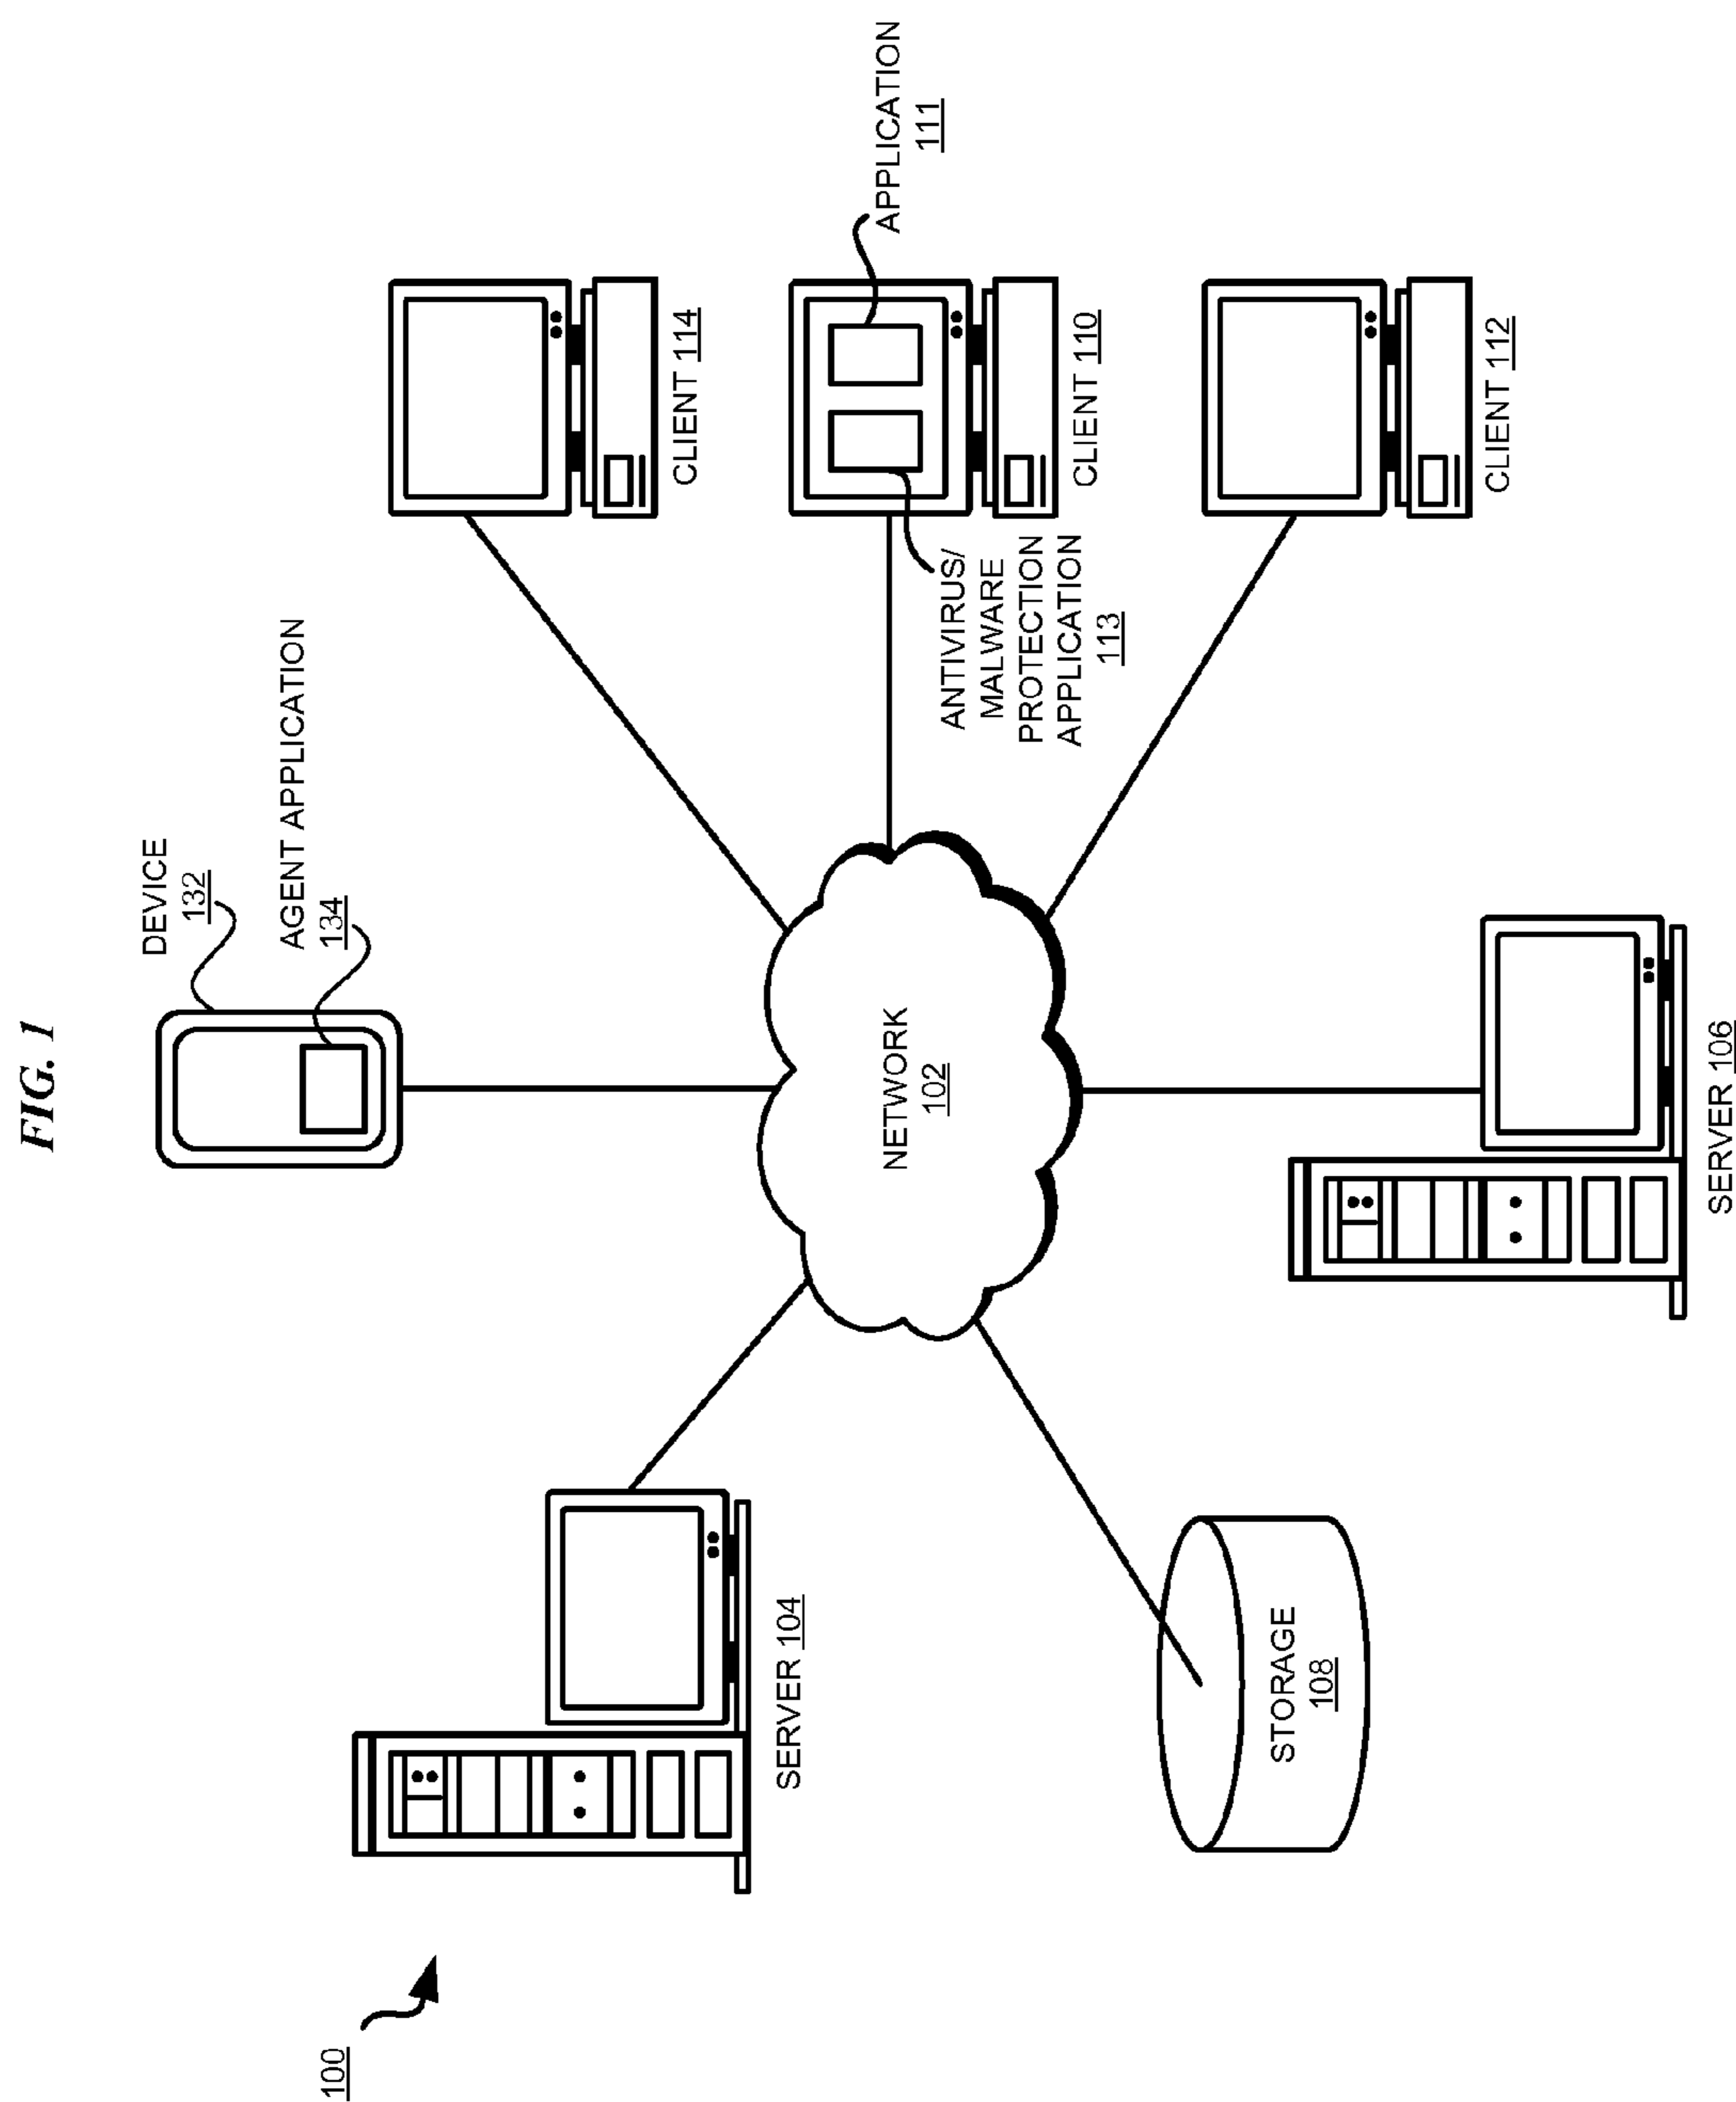 FIG. 1
100
DEVICE
132
AGENT APPLICATION
134
SERVER 104
CLIENT 114
NETWORK
102
APPLICATION
111
ANTIVIRUS/
MALWARE
PROTECTION
APPLICATION
113
CLIENT 110
STORAGE
108
CLIENT 112
SERVER 106